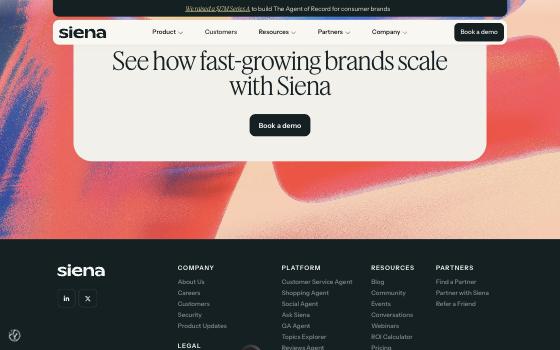 We raised a $17M Series A to build The Agent of Record for consumer brands
siena
Product
Customers
Resources
Partners
Company
Book a demo
See how fast-growing brands scale
with Siena
Book a demo
siena
in
X
COMPANY
About Us
Careers
Customers
Security
Product Updates
LEGAL
PLATFORM
Customer Service Agent
Shopping Agent
Social Agent
Ask Siena
QA Agent
Topics Explorer
Reviews Agent
RESOURCES
Blog
Community
Events
Conversations
Webinars
ROI Calculator
Pricing
PARTNERS
Find a Partner
Partner with Siena
Refer a Friend